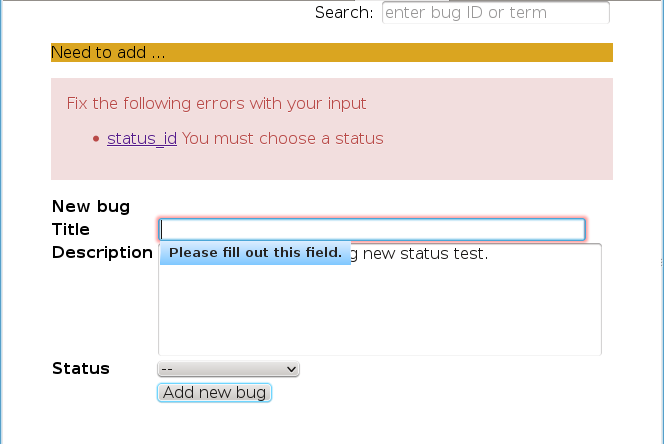 Search: enter bug ID or term
Need to add ...
Fix the following errors with your input
• status_id You must choose a status
New bug
Title
Please fill out this field.
Description new status test.
Status --
Add new bug